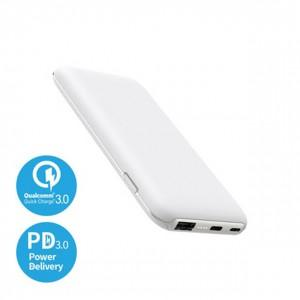 Qualcomm
Quick Charge 3.0
PD 3.0
Power
Delivery